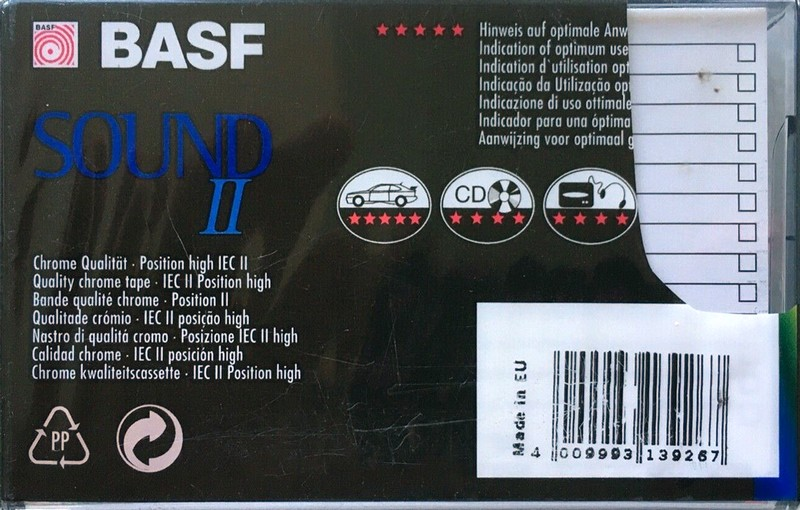 BASF
BASF
★★★★★
Hinweis auf optimale Anw
Indication of optimum use
Indication d`utilisation opt
Indicação da Utilização op
Indicazione di uso ottimale
Indicador para una óptima
Aanwijzing voor optimaal g
SOUND
II
CD
Chrome Qualität · Position high IEC II
Quality chrome tape · IEC II Position high
Bande qualité chrome · Position II
Qualitade crómio · IEC II posição high
Nastro di qualitá cromo · Posizione IEC II high
Calidad chrome · IEC II posición high
Chrome kwaliteitscassette · IEC II Position high
PP
Made in EU
4 009993 139267